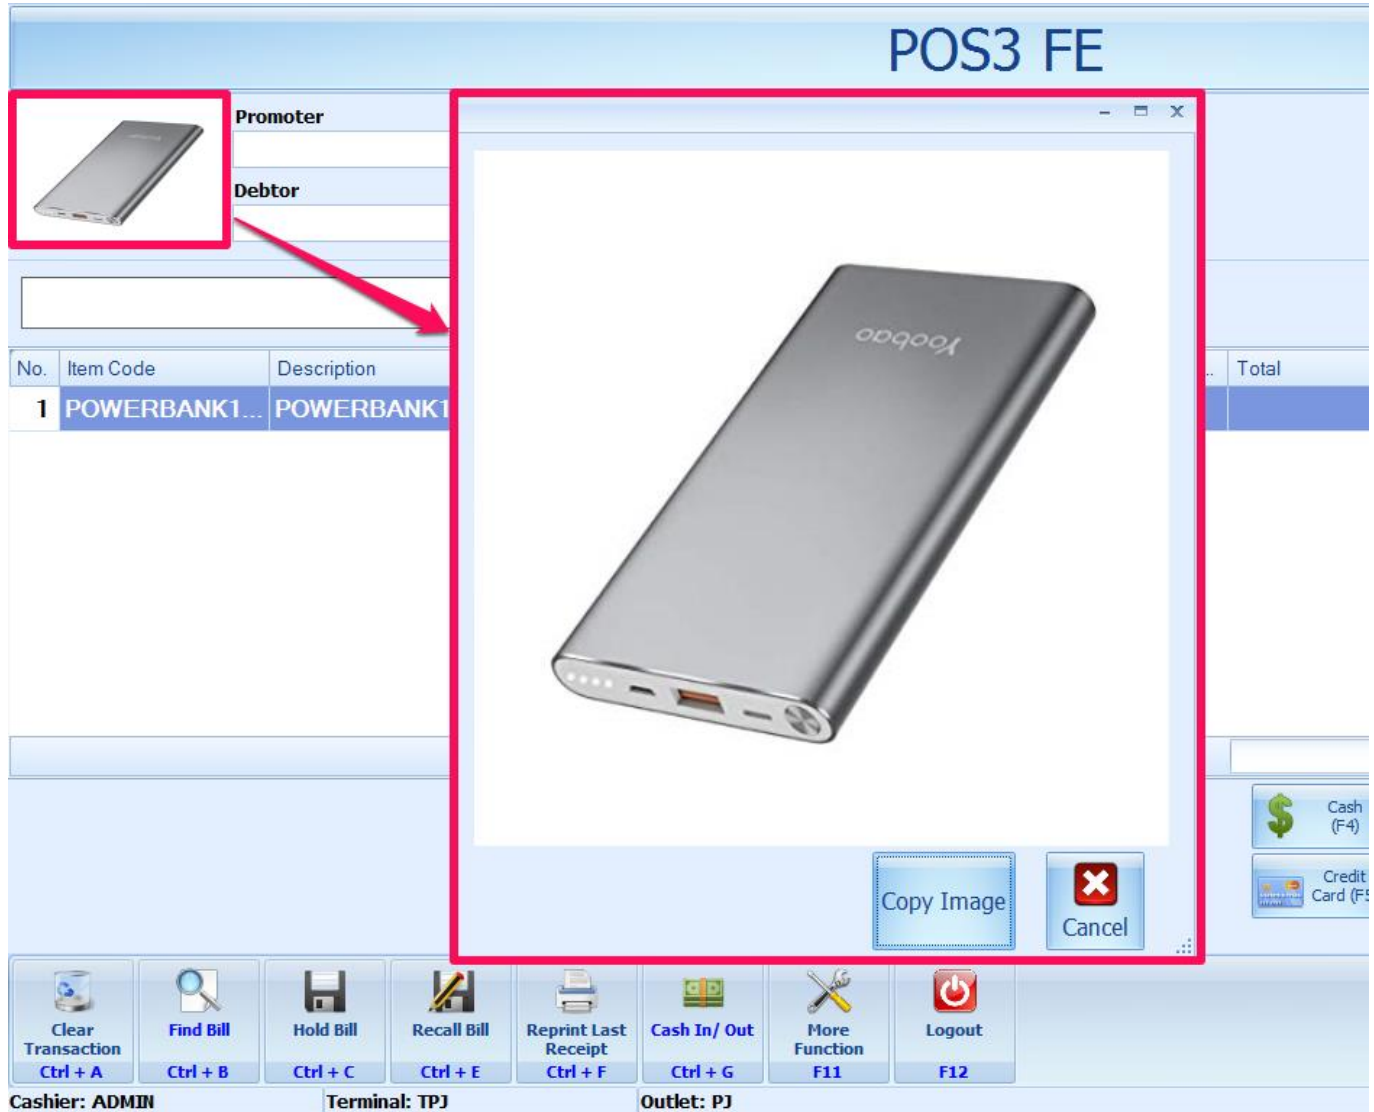 POS3 FE
Promoter
Debtor
Yoobao
No. Item Code Description .. Total
1 POWERBANK1... POWERBANK1
Cash
(F4)
Credit
Card (F5
Copy Image
Cancel
Clear
Transaction
Ctrl + A
Find Bill
Ctrl + B
Hold Bill
Ctrl + C
Recall Bill
Ctrl + E
Reprint Last
Receipt
Ctrl + F
Cash In/ Out
Ctrl + G
More
Function
F11
Logout
F12
Cashier: ADMIN Terminal: TPJ Outlet: PJ